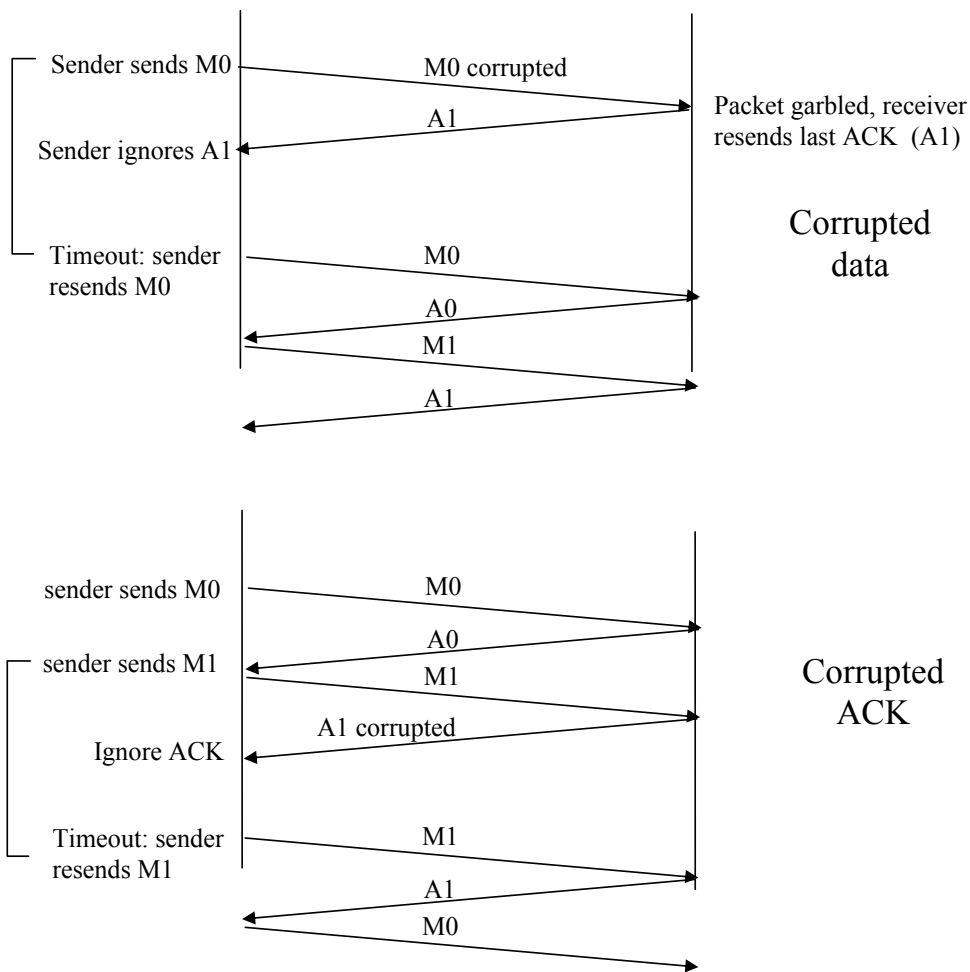 Sender sends M0
M0 corrupted
Packet garbled, receiver
resends last ACK (A1)
A1
Sender ignores A1
Corrupted
data
Timeout: sender
resends M0
M0
A0
M1
A1
sender sends M0
M0
A0
sender sends M1
M1
Corrupted
ACK
A1 corrupted
Ignore ACK
Timeout: sender
resends M1
M1
A1
M0